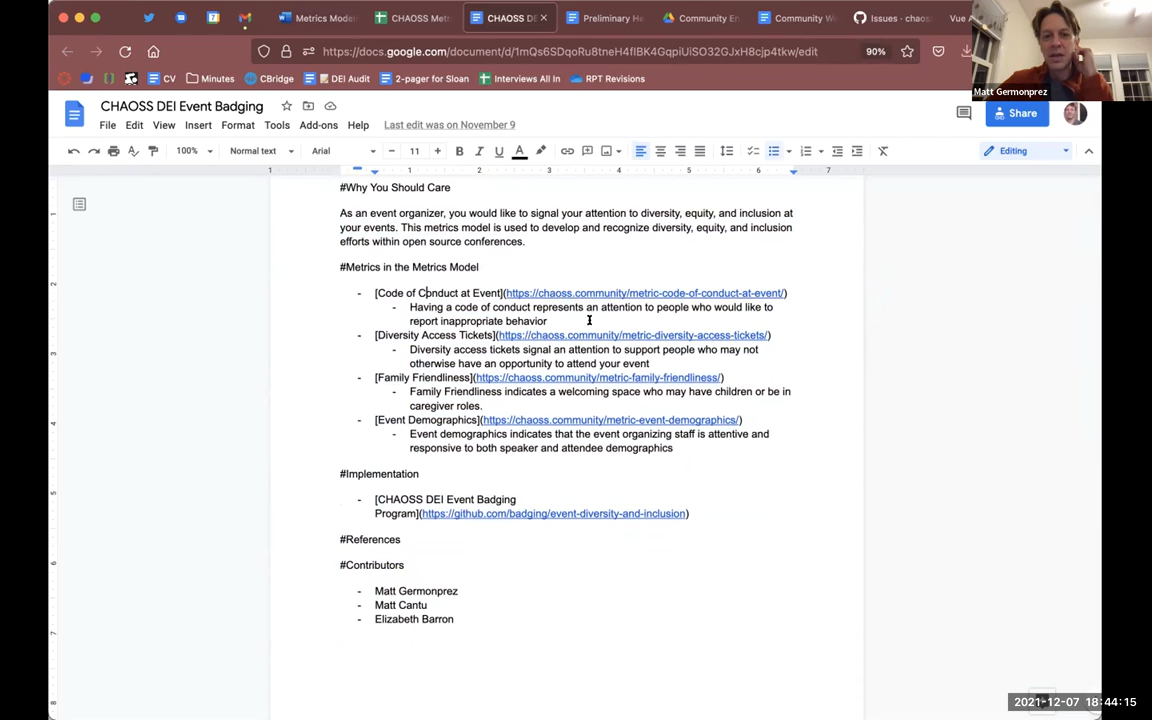 Metrics Mode
CHAOSS Metr
CHAOSS DE
Preliminary He
Community En
Community W
Issues · chaos
Vue A
https://docs.google.com/document/d/1mQs6SDqoRu8tneH4flBK4GqpiUiSO32GJxH8cjp4tkw/edit
90%
CV
Minutes
CBridge
DEI Audit
2-pager for Sloan
Interviews All In
RPT Revisions
Matt Germonprez
CHAOSS DEI Event Badging
File Edit View Insert Format Tools Add-ons Help Last edit was on November 9
Share
100% Normal text Arial 11 Editing
1 1 2 3 4 5 6 7
#Why You Should Care
As an event organizer, you would like to signal your attention to diversity, equity, and inclusion at
your events. This metrics model is used to develop and recognize diversity, equity, and inclusion
efforts within open source conferences.
#Metrics in the Metrics Model
- [Code of Conduct at Event](https://chaoss.community/metric-code-of-conduct-at-event/)
- Having a code of conduct represents an attention to people who would like to
report inappropriate behavior
- [Diversity Access Tickets](https://chaoss.community/metric-diversity-access-tickets/)
- Diversity access tickets signal an attention to support people who may not
otherwise have an opportunity to attend your event
- [Family Friendliness](https://chaoss.community/metric-family-friendliness/)
- Family Friendliness indicates a welcoming space who may have children or be in
caregiver roles.
- [Event Demographics](https://chaoss.community/metric-event-demographics/)
- Event demographics indicates that the event organizing staff is attentive and
responsive to both speaker and attendee demographics
#Implementation
- [CHAOSS DEI Event Badging
Program](https://github.com/badging/event-diversity-and-inclusion)
#References
#Contributors
- Matt Germonprez
- Matt Cantu
- Elizabeth Barron
2021-12-07 18:44:15